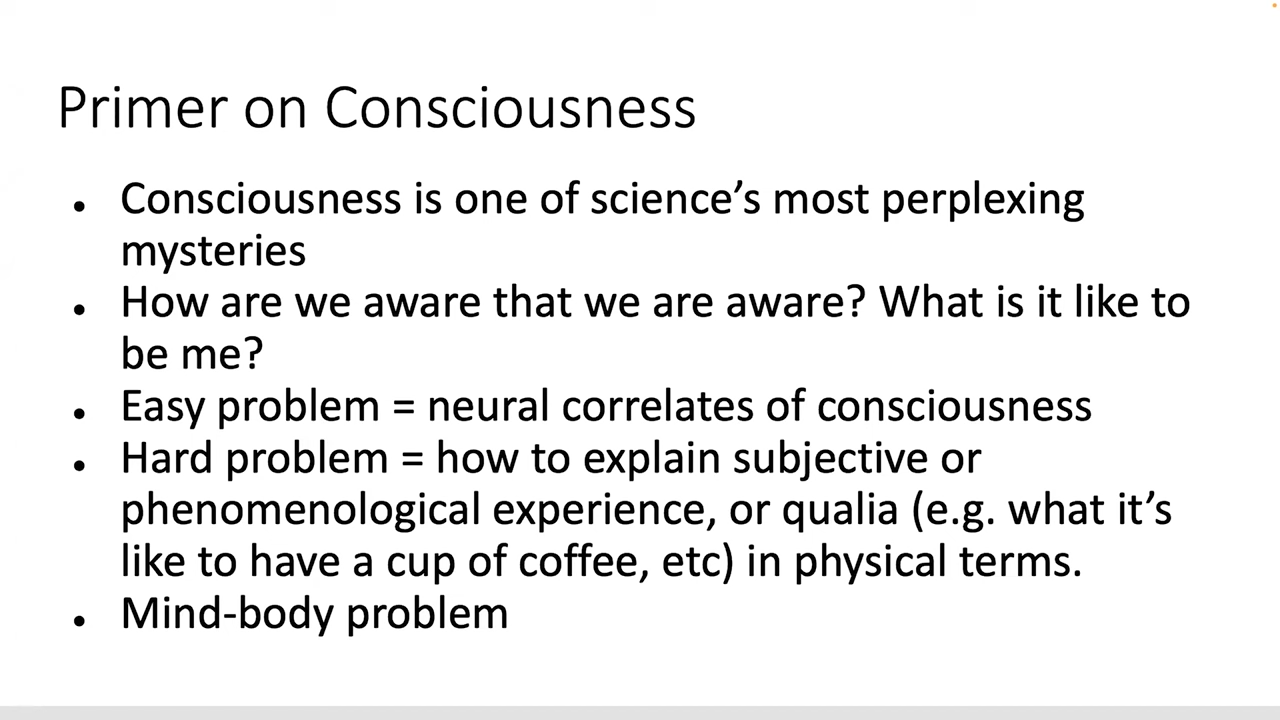 Primer on Consciousness
• Consciousness is one of science’s most perplexing
mysteries
• How are we aware that we are aware? What is it like to
be me?
• Easy problem = neural correlates of consciousness
• Hard problem = how to explain subjective or
phenomenological experience, or qualia (e.g. what it’s
like to have a cup of coffee, etc) in physical terms.
• Mind-body problem